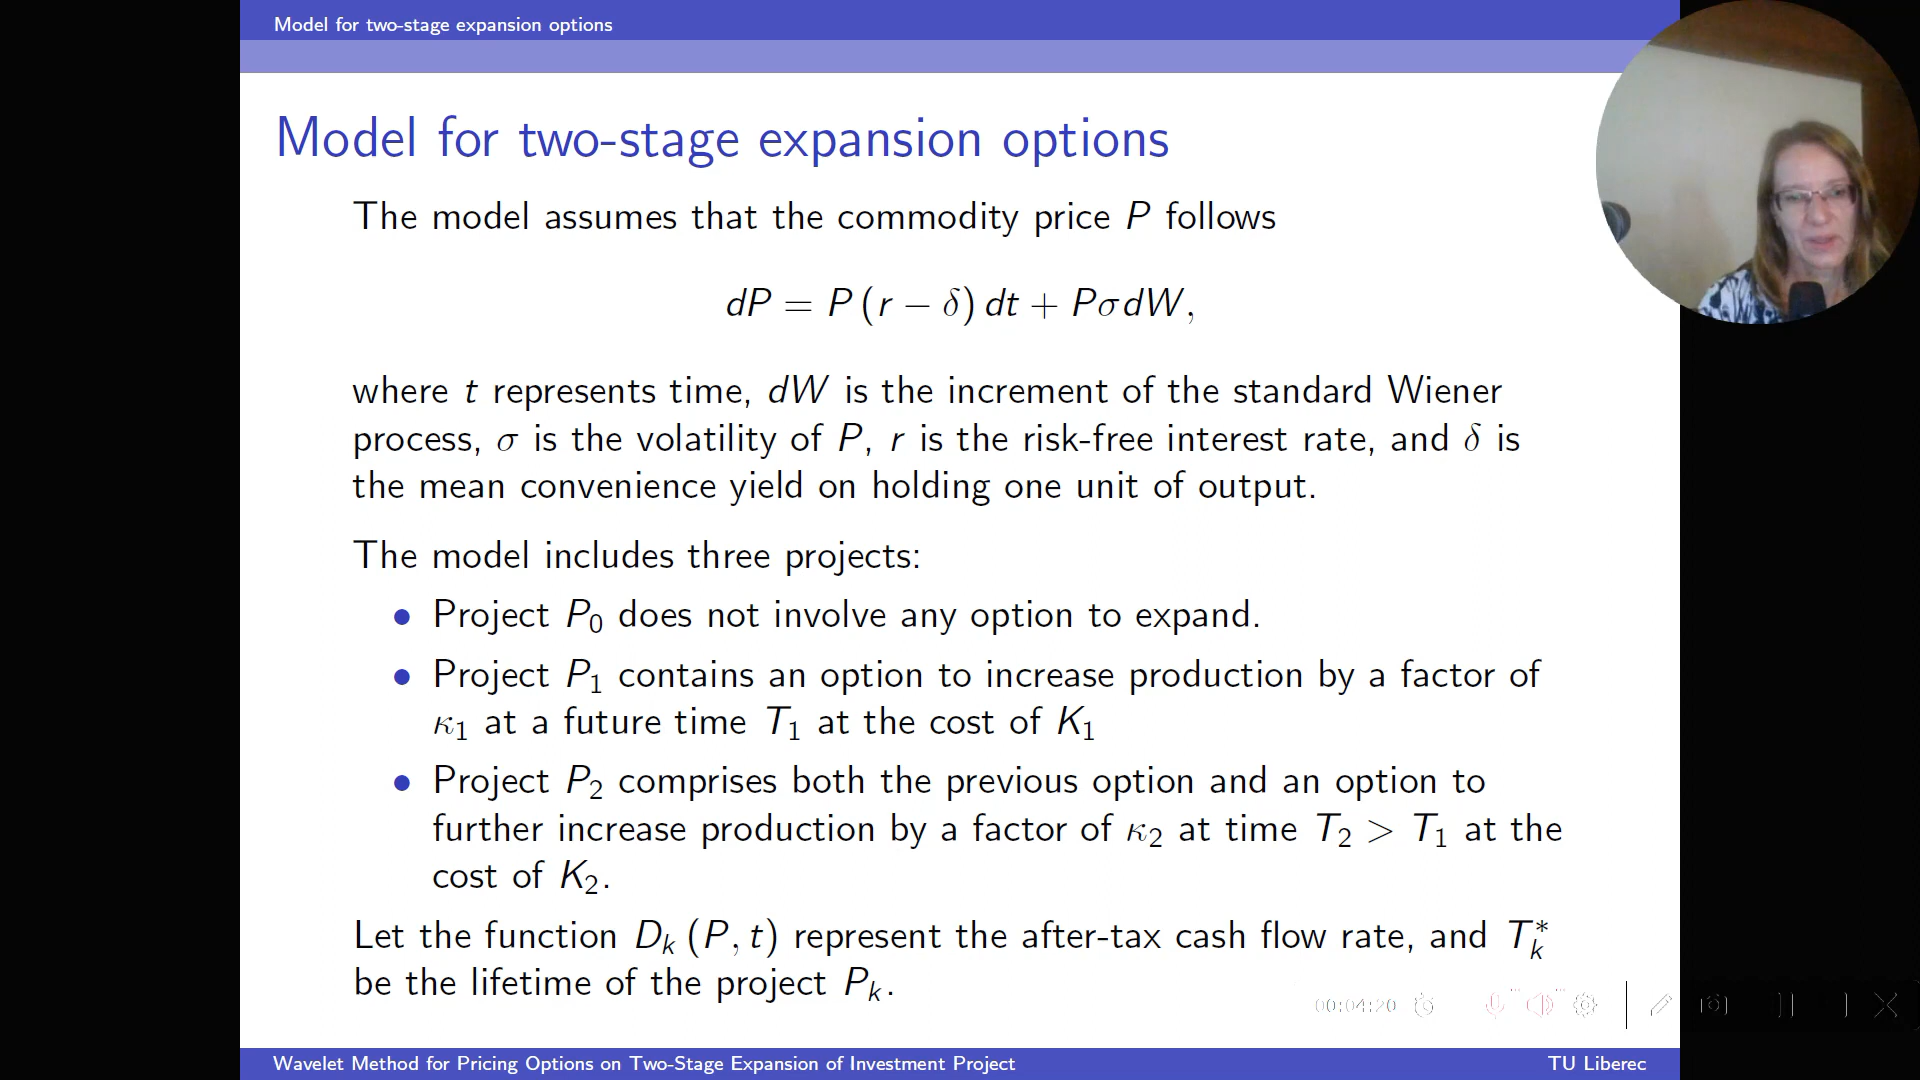 Model for two-stage expansion options
Model for two-stage expansion options
The model assumes that the commodity price P follows
dP = P (r − δ) dt + PσdW,
where t represents time, dW is the increment of the standard Wiener
process, σ is the volatility of P, r is the risk-free interest rate, and δ is
the mean convenience yield on holding one unit of output.
The model includes three projects:
• Project P₀ does not involve any option to expand.
• Project P₁ contains an option to increase production by a factor of
κ₁ at a future time T₁ at the cost of K₁
• Project P₂ comprises both the previous option and an option to
further increase production by a factor of κ₂ at time T₂ > T₁ at the
cost of K₂.
Let the function Dₖ (P, t) represent the after-tax cash flow rate, and Tₖ*
be the lifetime of the project Pₖ.
00:04:20
Wavelet Method for Pricing Options on Two-Stage Expansion of Investment Project
TU Liberec